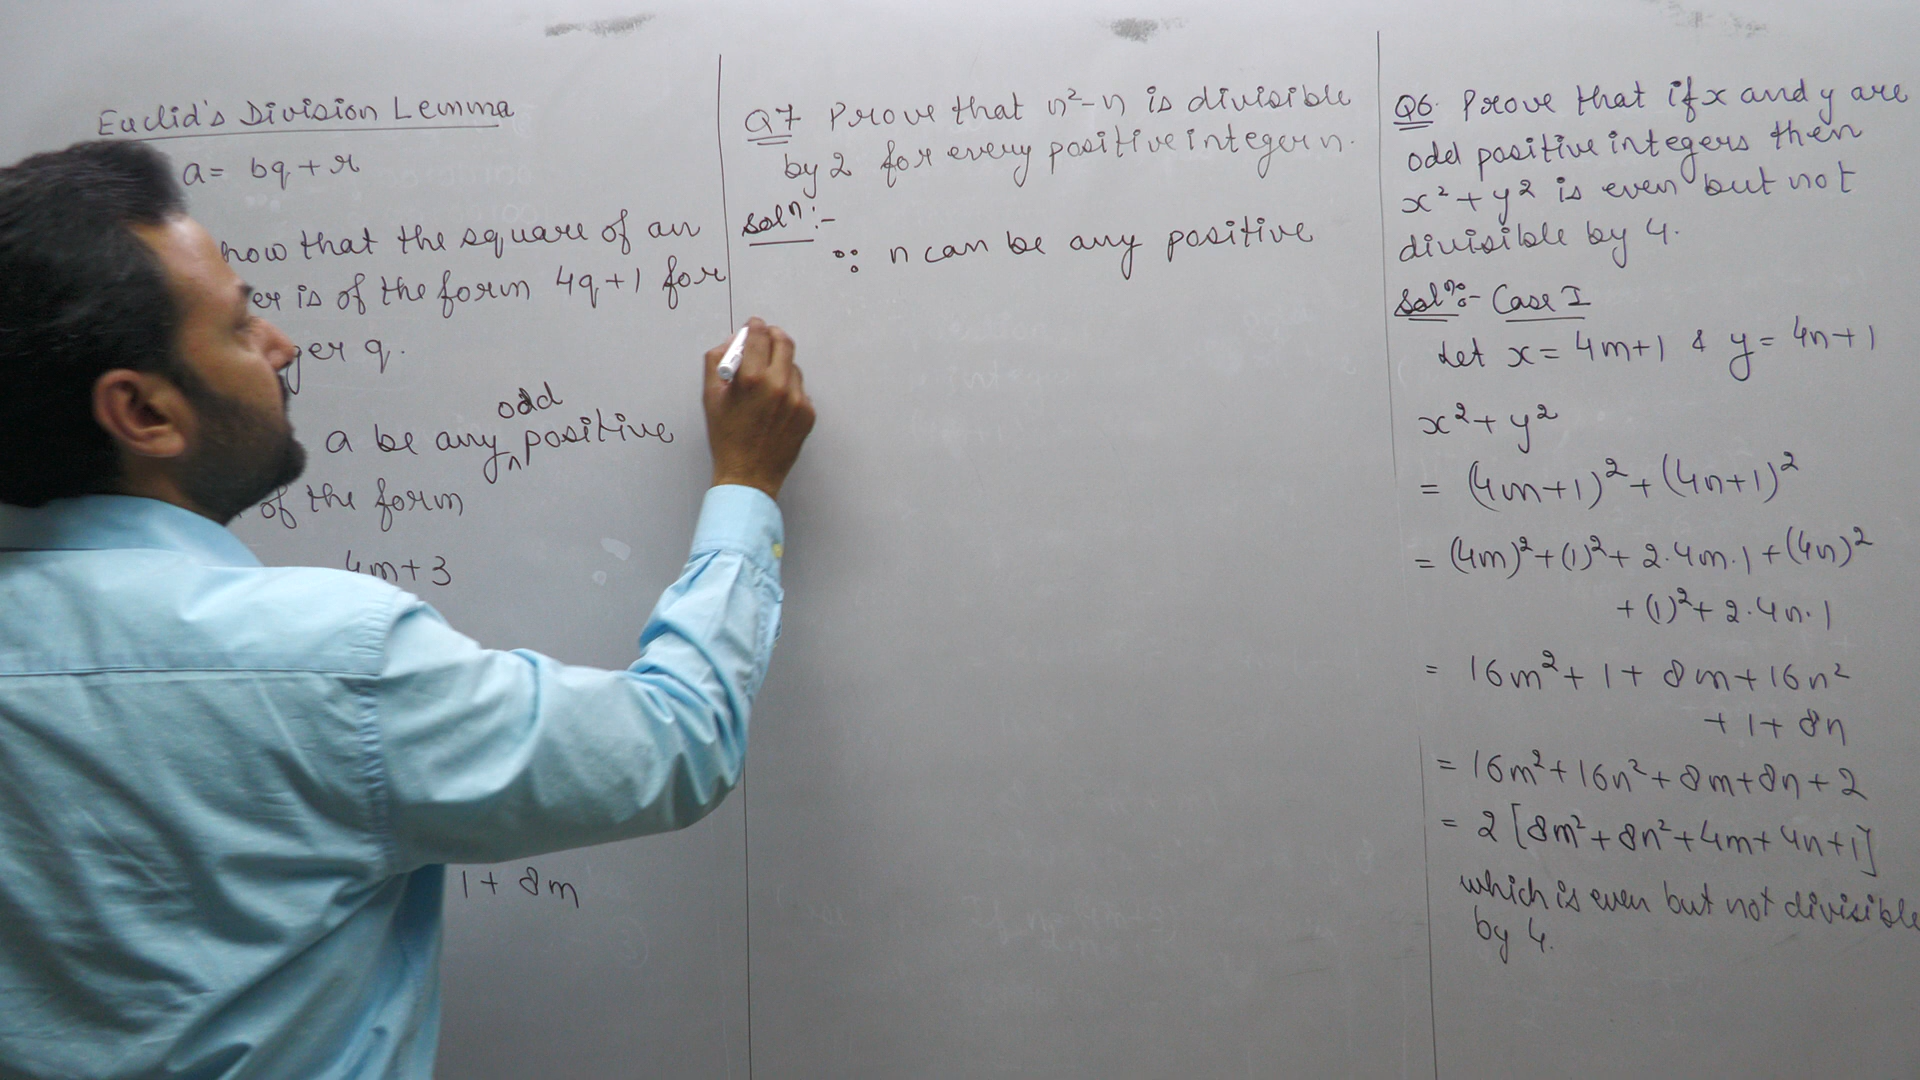 Euclid's Division Lemma
a = bq + r
how that the square of an
er is of the form 4q+1 for
ger q.
odd
a be any ^ positive
of the form
4m+3
1 + 8m
Q7 Prove that n²-n is divisible
by 2 for every positive integer n.
Solⁿ:-
∵ n can be any positive
Q6. Prove that if x and y are
odd positive integers then
x² + y² is even but not
divisible by 4.
Solⁿ:- Case I
Let x = 4m+1 & y = 4n+1
x² + y²
= (4m+1)² + (4n+1)²
= (4m)² + (1)² + 2·4m·1 + (4n)²
+ (1)² + 2·4n·1
= 16m² + 1 + 8m + 16n²
+ 1 + 8n
= 16m² + 16n² + 8m + 8n + 2
= 2 [8m² + 8n² + 4m + 4n + 1]
which is even but not divisible
by 4.